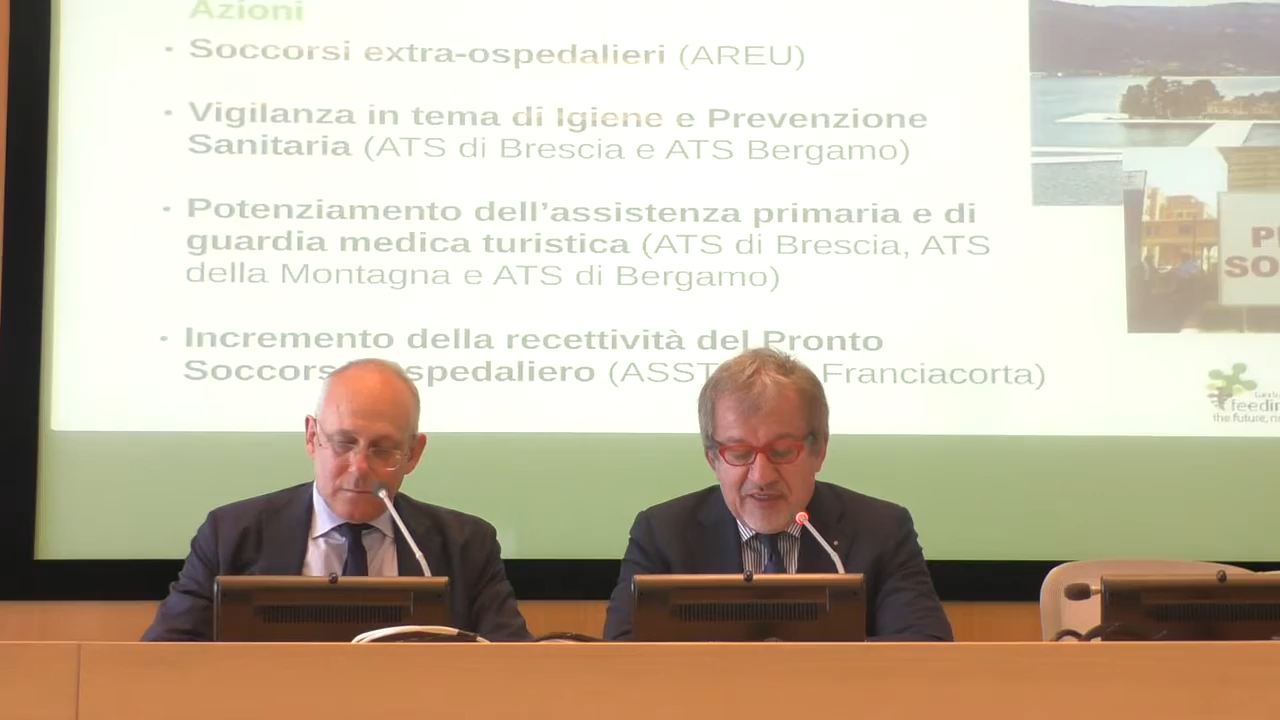 Azioni
• Soccorsi extra-ospedalieri (AREU)
• Vigilanza in tema di Igiene e Prevenzione
Sanitaria (ATS di Brescia e ATS Bergamo)
• Potenziamento dell'assistenza primaria e di
guardia medica turistica (ATS di Brescia, ATS
della Montagna e ATS di Bergamo)
• Incremento della recettività del Pronto
Soccors spedaliero (ASST Franciacorta)
P
SO
feedin
the future,